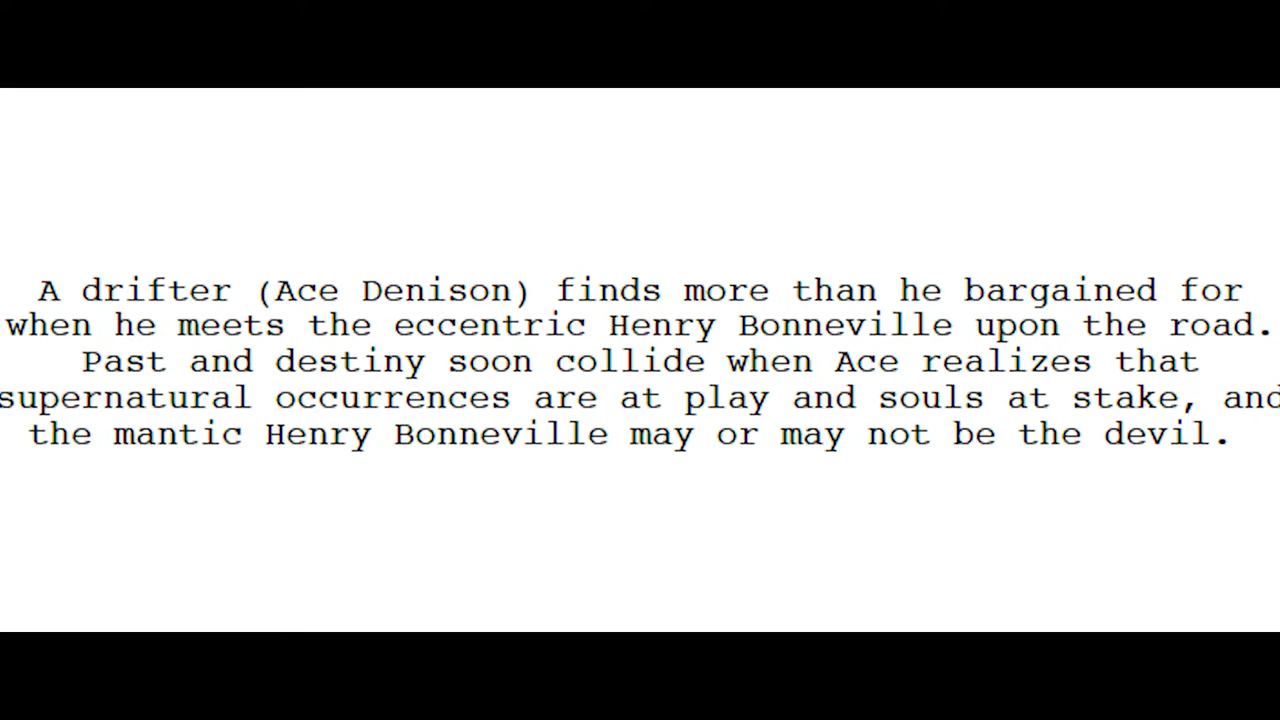 A drifter (Ace Denison) finds more than he bargained for
when he meets the eccentric Henry Bonneville upon the road.
Past and destiny soon collide when Ace realizes that
supernatural occurrences are at play and souls at stake, and
the mantic Henry Bonneville may or may not be the devil.